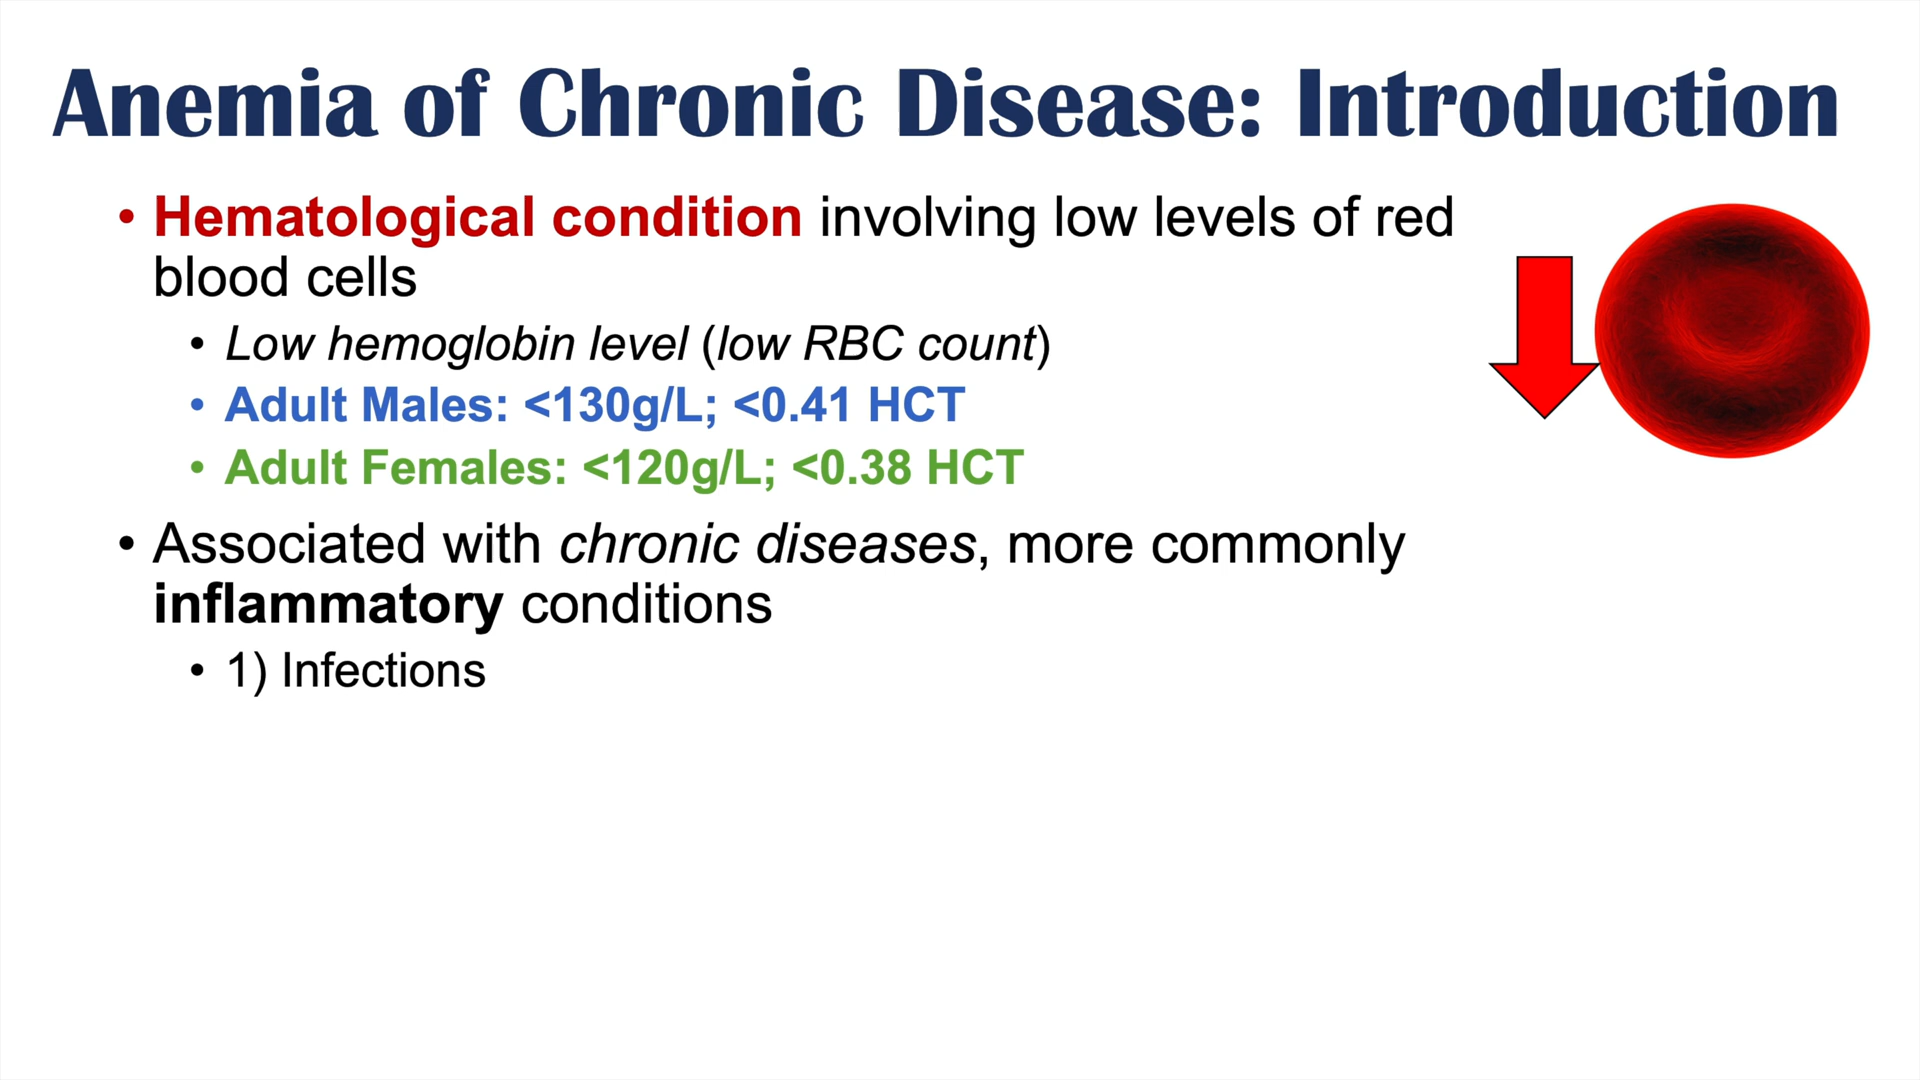 Anemia of Chronic Disease: Introduction
• Hematological condition involving low levels of red
blood cells
• Low hemoglobin level (low RBC count)
• Adult Males: <130g/L; <0.41 HCT
• Adult Females: <120g/L; <0.38 HCT
• Associated with chronic diseases, more commonly
inflammatory conditions
• 1) Infections